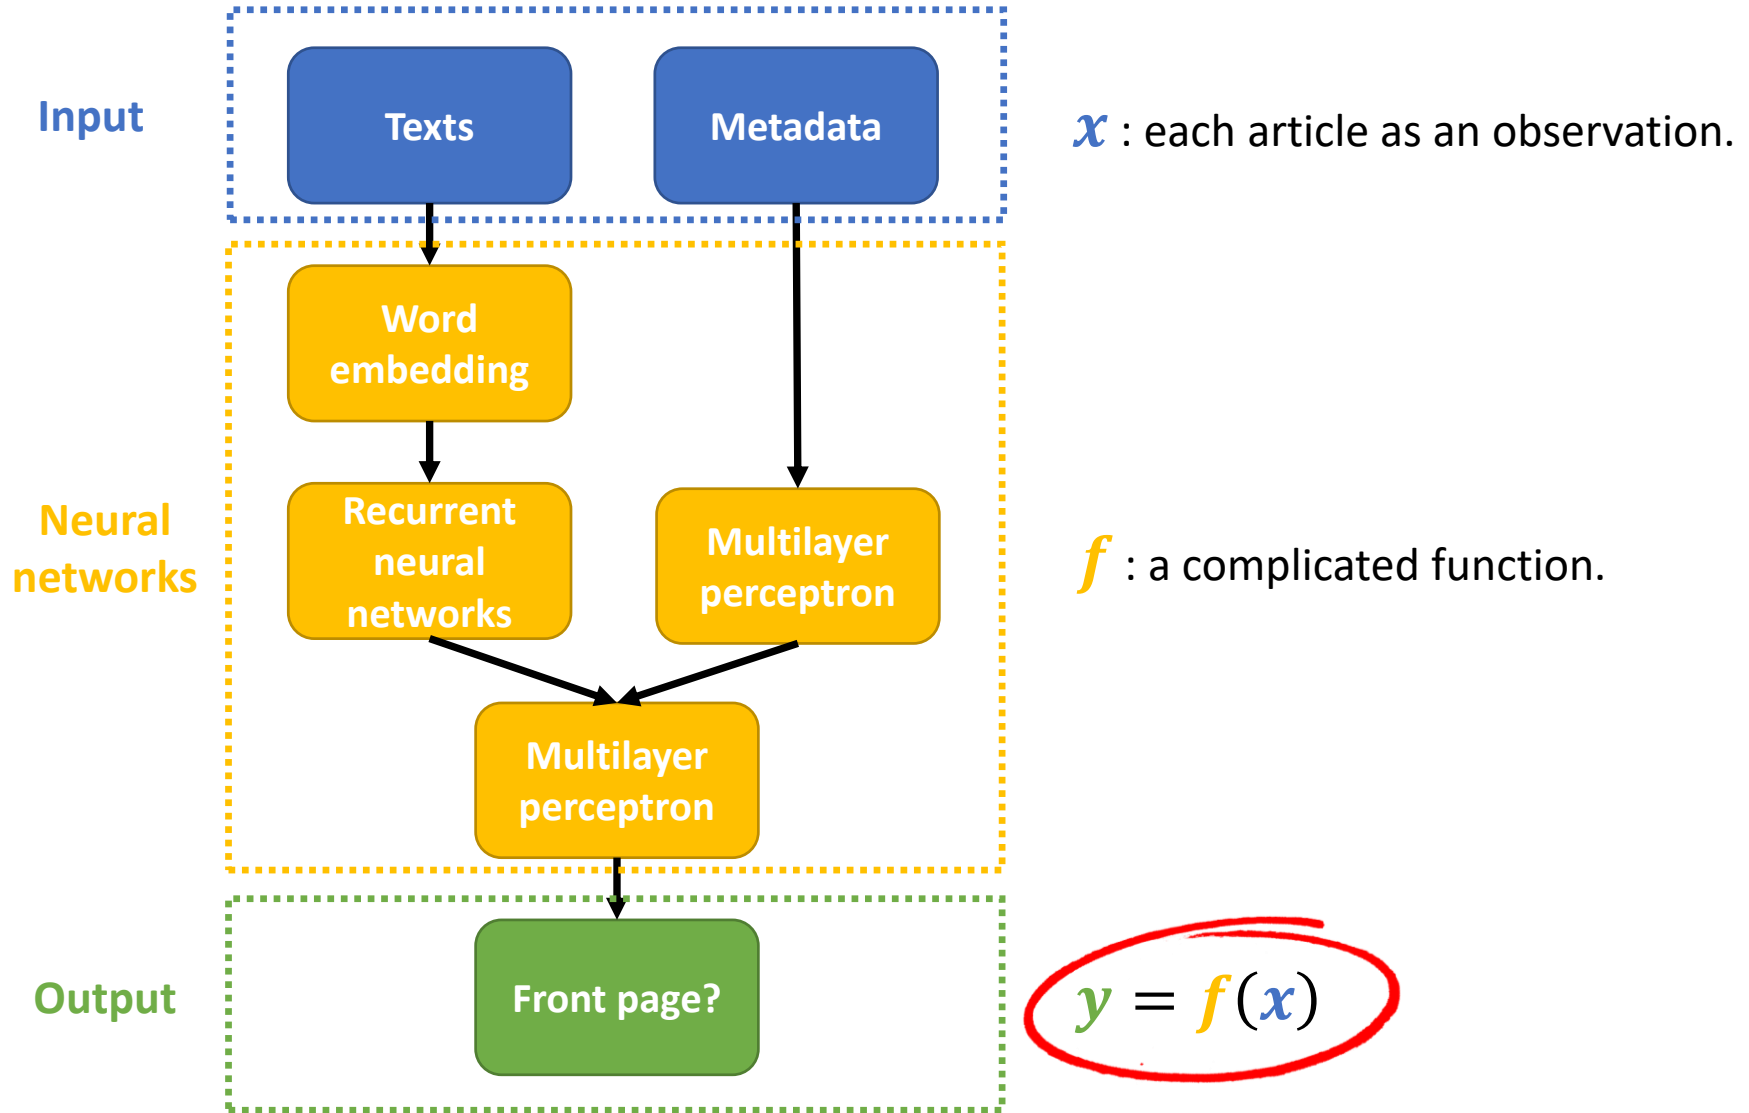 Input
Texts
Metadata
x : each article as an observation.
Word
embedding
Neural
networks
Recurrent
neural
networks
Multilayer
perceptron
f : a complicated function.
Multilayer
perceptron
Output
Front page?
y = f(x)